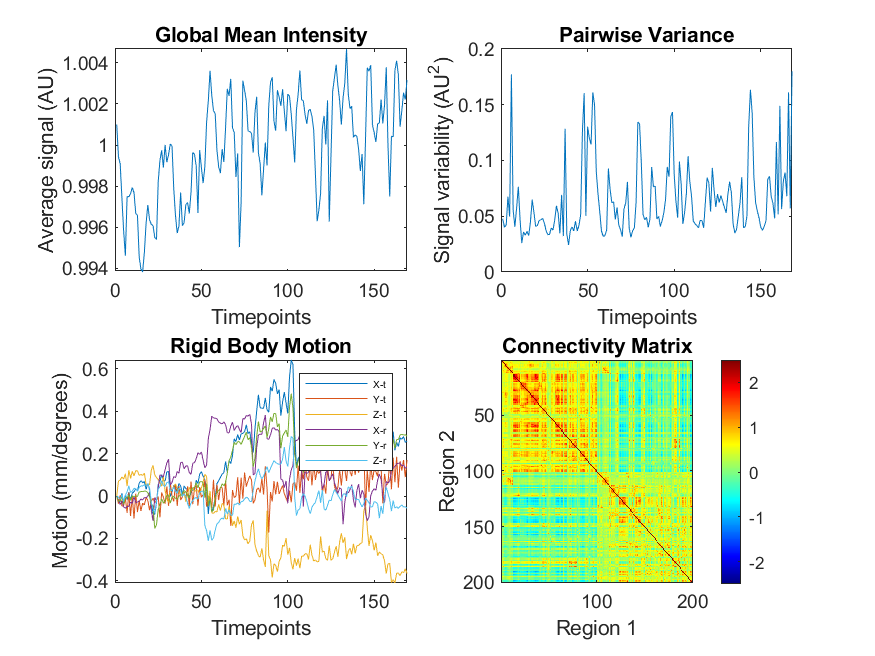 Global Mean Intensity
Average signal (AU)
1.004
1.002
1
0.998
0.996
0.994
0
50
100
150
Timepoints
Pairwise Variance
Signal variability (AU²)
0.2
0.15
0.1
0.05
0
0
50
100
150
Timepoints
Rigid Body Motion
Motion (mm/degrees)
0.6
0.4
0.2
0
-0.2
-0.4
0
50
100
150
Timepoints
X-t
Y-t
Z-t
X-r
Y-r
Z-r
Connectivity Matrix
Region 2
50
100
150
200
100
200
Region 1
2
1
0
-1
-2